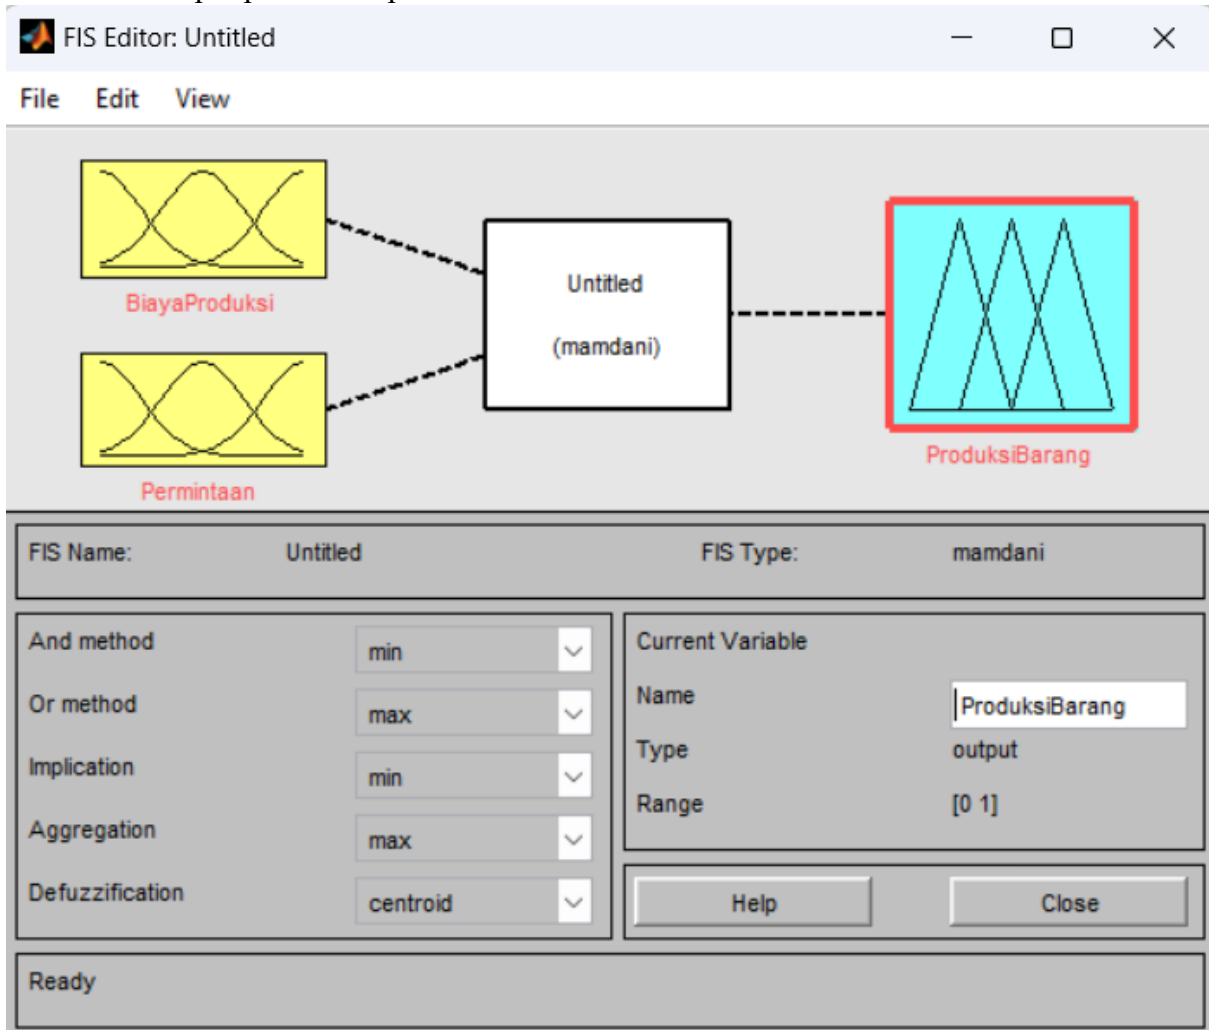 FIS Editor: Untitled
File Edit View
BiayaProduksi
Permintaan
Untitled
(mamdani)
ProduksiBarang
FIS Name: Untitled FIS Type: mamdani
And method min
Or method max
Implication min
Aggregation max
Defuzzification centroid
Current Variable
Name ProduksiBarang
Type output
Range [0 1]
Help Close
Ready